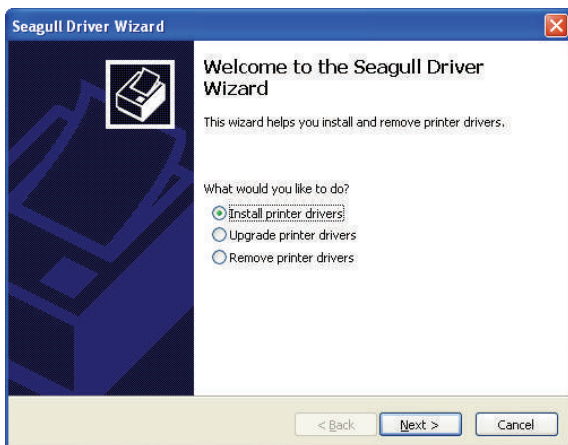 Seagull Driver Wizard
Welcome to the Seagull Driver
Wizard
This wizard helps you install and remove printer drivers.
What would you like to do?
Install printer drivers
Upgrade printer drivers
Remove printer drivers
< Back
Next >
Cancel